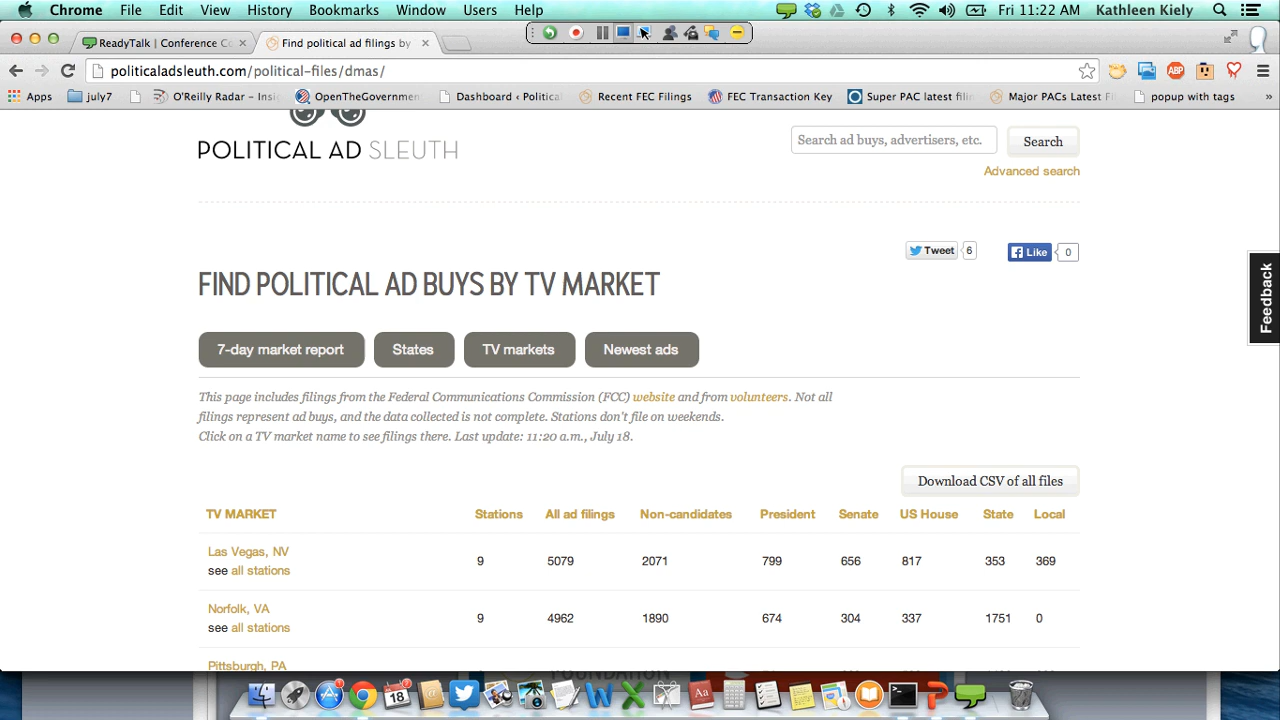 Chrome File Edit View History Bookmarks Window Users Help Fri 11:22 AM Kathleen Kiely
ReadyTalk | Conference Co
Find political ad filings by
politicaladsleuth.com/political-files/dmas/
Apps july7 O'Reilly Radar - Insi OpenTheGovernmen Dashboard ‹ Political Recent FEC Filings FEC Transaction Key Super PAC latest filin Major PACs Latest F popup with tags »
POLITICAL AD SLEUTH
Search ad buys, advertisers, etc. Search
Advanced search
Tweet 6 Like 0
Feedback
FIND POLITICAL AD BUYS BY TV MARKET
7-day market report States TV markets Newest ads
This page includes filings from the Federal Communications Commission (FCC) website and from volunteers. Not all
filings represent ad buys, and the data collected is not complete. Stations don't file on weekends.
Click on a TV market name to see filings there. Last update: 11:20 a.m., July 18.
Download CSV of all files
TV MARKET Stations All ad filings Non-candidates President Senate US House State Local
Las Vegas, NV
see all stations 9 5079 2071 799 656 817 353 369
Norfolk, VA
see all stations 9 4962 1890 674 304 337 1751 0
Pittsburgh, PA
FOUNDATION
18